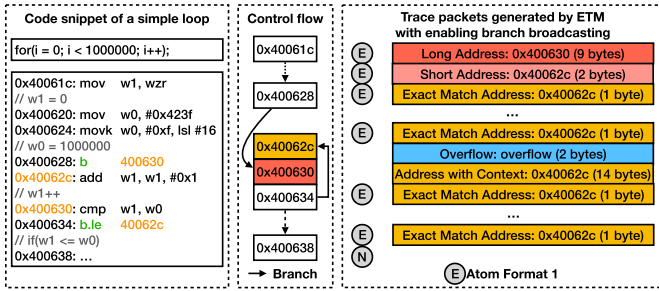 Code snippet of a simple loop
for(i = 0; i < 1000000; i++);
0x40061c: mov w1, wzr
// w1 = 0
0x400620: mov w0, #0x423f
0x400624: movk w0, #0xf, lsl #16
// w0 = 1000000
0x400628: b 400630
0x40062c: add w1, w1, #0x1
// w1++
0x400630: cmp w1, w0
0x400634: b.le 40062c
// if(w1 <= w0)
0x400638: ...
Control flow
0x40061c
0x400628
0x40062c
0x400630
0x400634
0x400638
Branch
Trace packets generated by ETM
with enabling branch broadcasting
E Long Address: 0x400630 (9 bytes)
E Short Address: 0x40062c (2 bytes)
E Exact Match Address: 0x40062c (1 byte)
...
E Exact Match Address: 0x40062c (1 byte)
Overflow: overflow (2 bytes)
Address with Context: 0x40062c (14 bytes)
E Exact Match Address: 0x40062c (1 byte)
...
E Exact Match Address: 0x40062c (1 byte)
N
E Atom Format 1